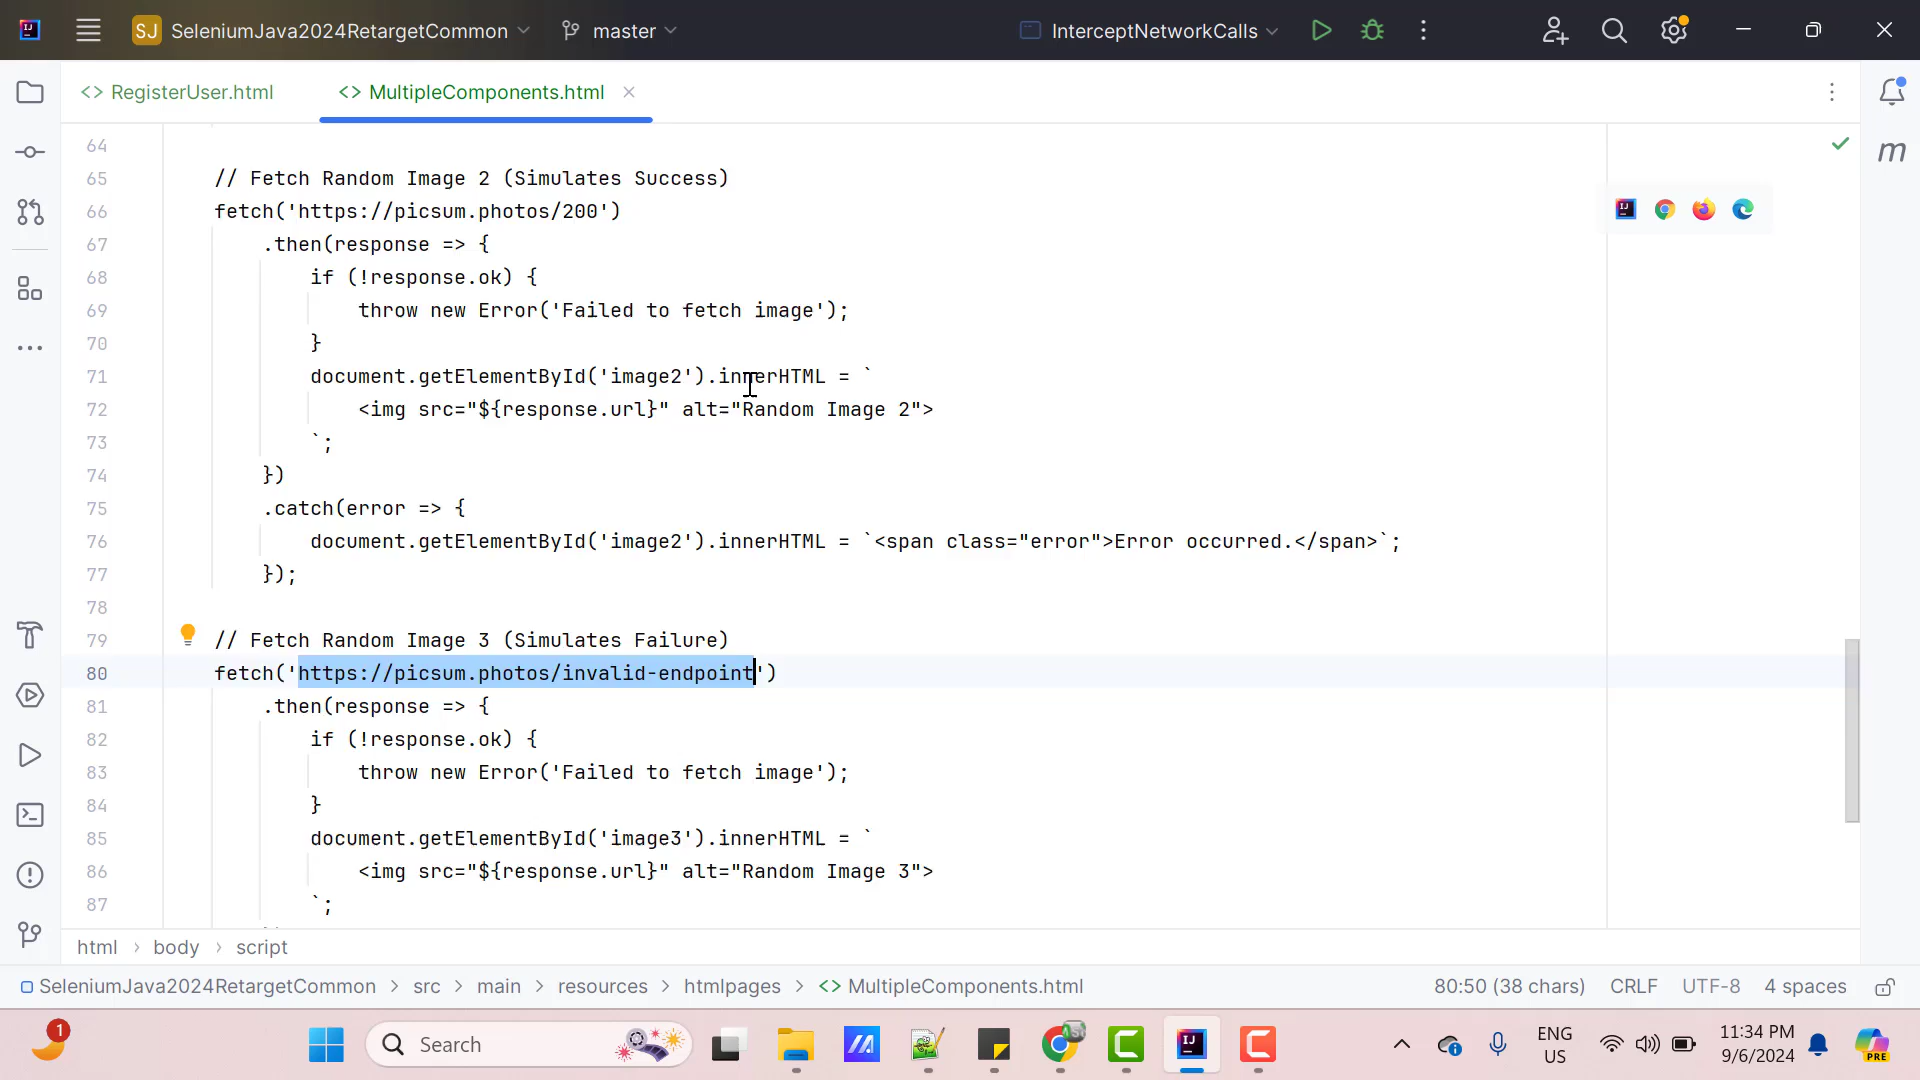 SJ SeleniumJava2024RetargetCommon master InterceptNetworkCalls
<> RegisterUser.html <> MultipleComponents.html
64
65 // Fetch Random Image 2 (Simulates Success)
66 fetch('https://picsum.photos/200')
67 .then(response => {
68 if (!response.ok) {
69 throw new Error('Failed to fetch image');
70 }
71 document.getElementById('image2').innerHTML = `
72 <img src="${response.url}" alt="Random Image 2">
73 `;
74 })
75 .catch(error => {
76 document.getElementById('image2').innerHTML = `<span class="error">Error occurred.</span>`;
77 });
78
79 // Fetch Random Image 3 (Simulates Failure)
80 fetch('https://picsum.photos/invalid-endpoint')
81 .then(response => {
82 if (!response.ok) {
83 throw new Error('Failed to fetch image');
84 }
85 document.getElementById('image3').innerHTML = `
86 <img src="${response.url}" alt="Random Image 3">
87 `;
html › body › script
SeleniumJava2024RetargetCommon > src > main > resources > htmlpages > <> MultipleComponents.html 80:50 (38 chars) CRLF UTF-8 4 spaces
1 Search ENG US 11:34 PM 9/6/2024 PRE